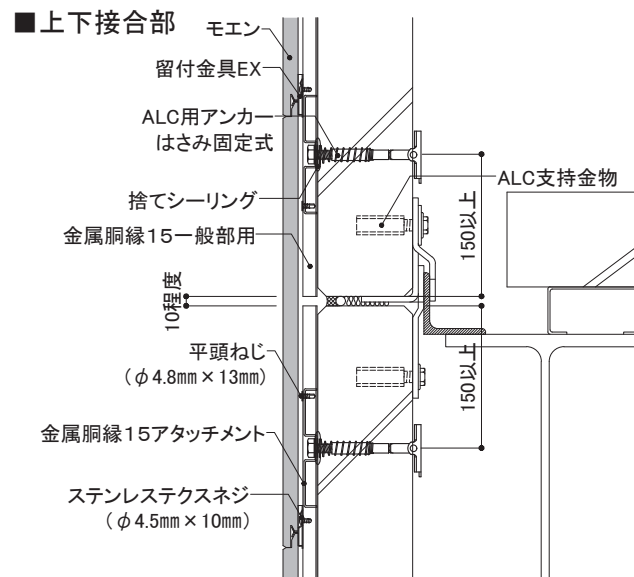 ■上下接合部
モエン
留付金具EX
ALC用アンカー
はさみ固定式
捨てシーリング
金属胴縁15一般部用
10程度
平頭ねじ
（φ4.8mm×13mm）
金属胴縁15アタッチメント
ステンレステクスネジ
（φ4.5mm×10mm）
ALC支持金物
150以上
150以上